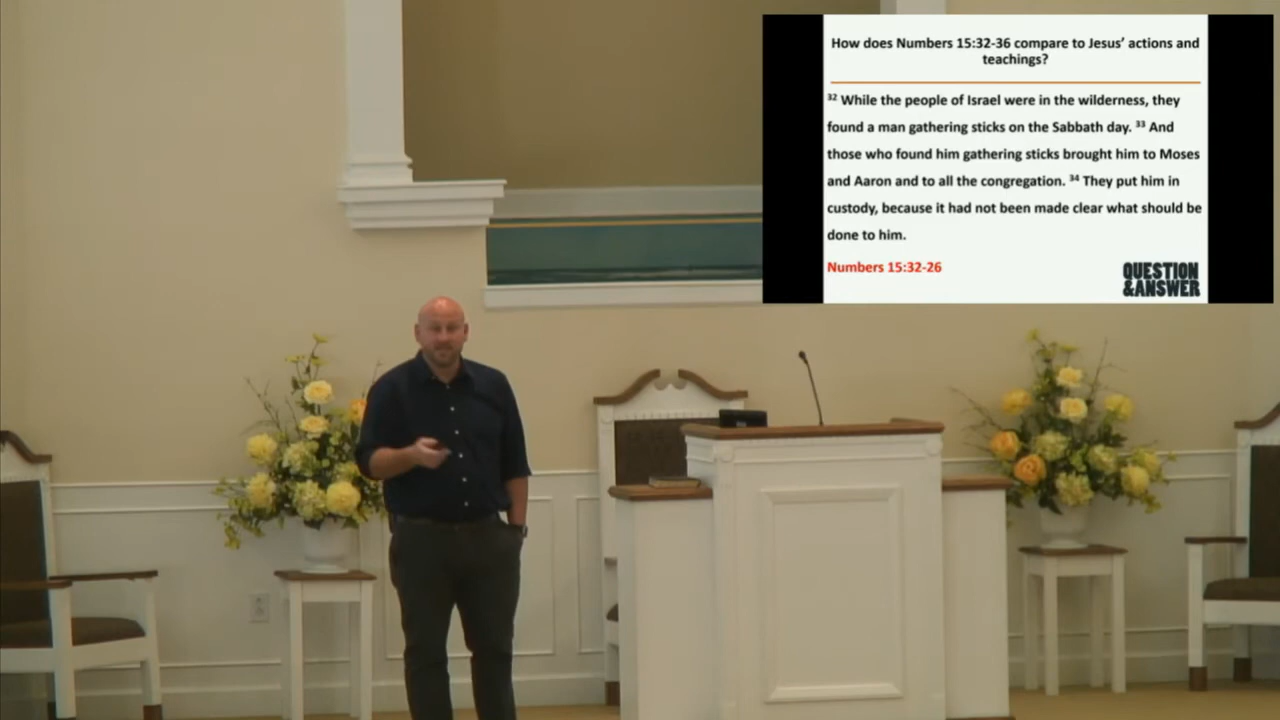 How does Numbers 15:32-36 compare to Jesus' actions and
teachings?
32 While the people of Israel were in the wilderness, they
found a man gathering sticks on the Sabbath day. 33 And
those who found him gathering sticks brought him to Moses
and Aaron and to all the congregation. 34 They put him in
custody, because it had not been made clear what should be
done to him.
Numbers 15:32-26
QUESTION
&ANSWER